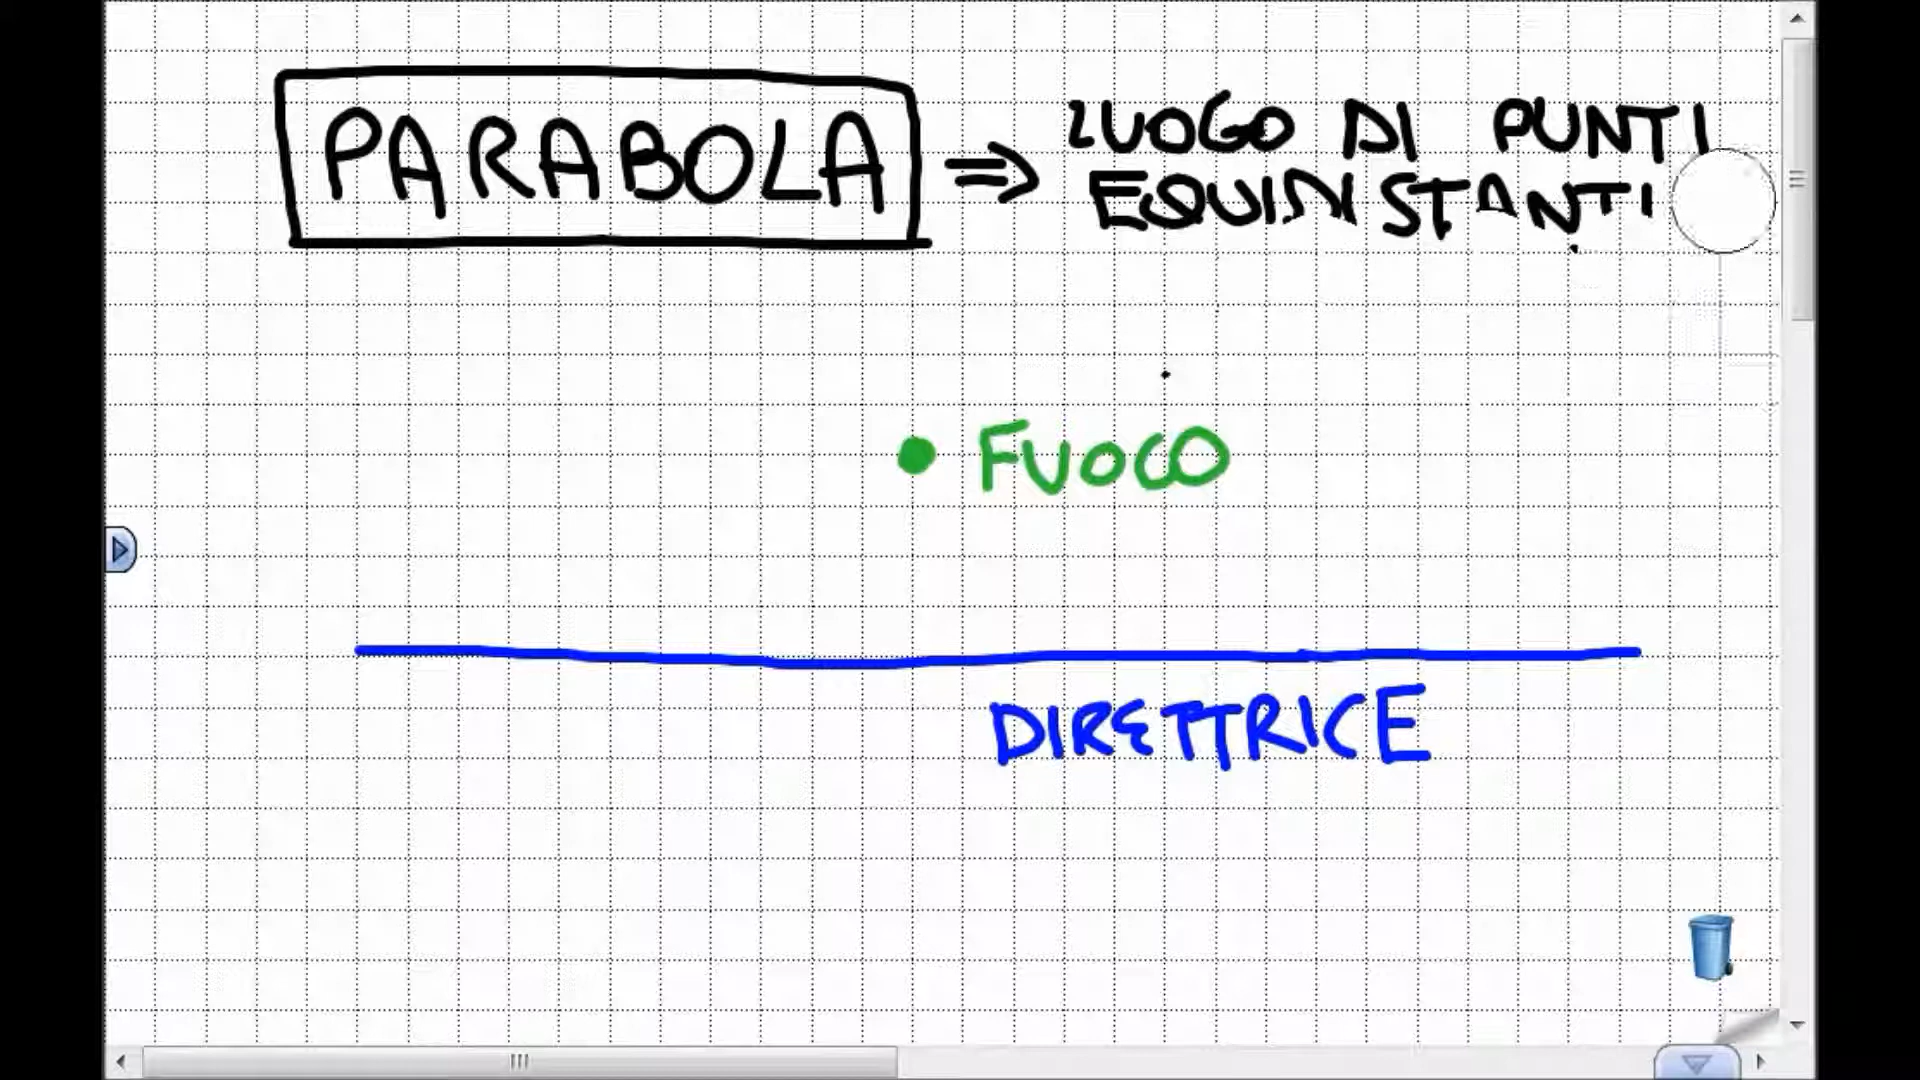 PARABOLA => LUOGO DI PUNTI
EQUIDISTANTI
FUOCO
DIRETTRICE